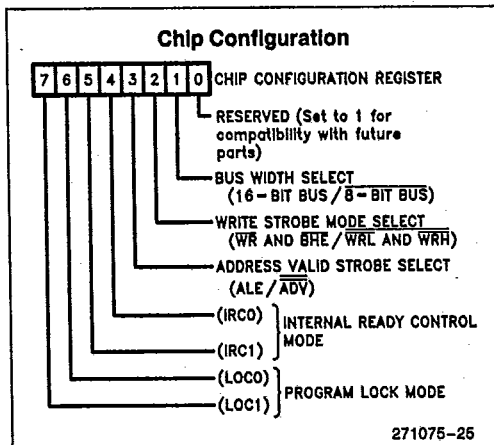 Chip Configuration
7 6 5 4 3 2 1 0 CHIP CONFIGURATION REGISTER
RESERVED (Set to 1 for
compatibility with future
parts)
BUS WIDTH SELECT
(16-BIT BUS/8-BIT BUS)
WRITE STROBE MODE SELECT
(WR AND BHE/WRL AND WRH)
ADDRESS VALID STROBE SELECT
(ALE/ADV)
(IRC0)
INTERNAL READY CONTROL
MODE
(IRC1)
(LOC0)
PROGRAM LOCK MODE
(LOC1)
271075-25